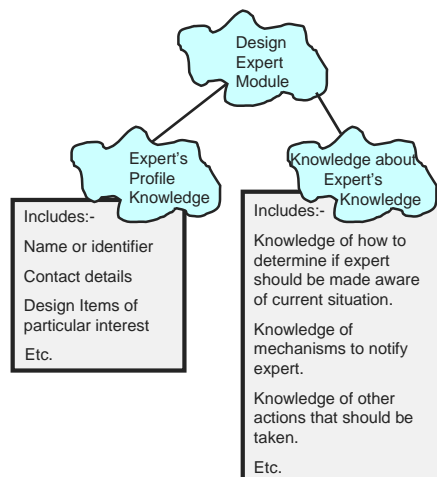 Design
Expert
Module
Expert's
Profile
Knowledge
Includes:-
Name or identifier
Contact details
Design Items of
particular interest
Etc.
Knowledge about
Expert's
Knowledge
Includes:-
Knowledge of how to
determine if expert
should be made aware
of current situation.
Knowledge of
mechanisms to notify
expert.
Knowledge of other
actions that should be
taken.
Etc.